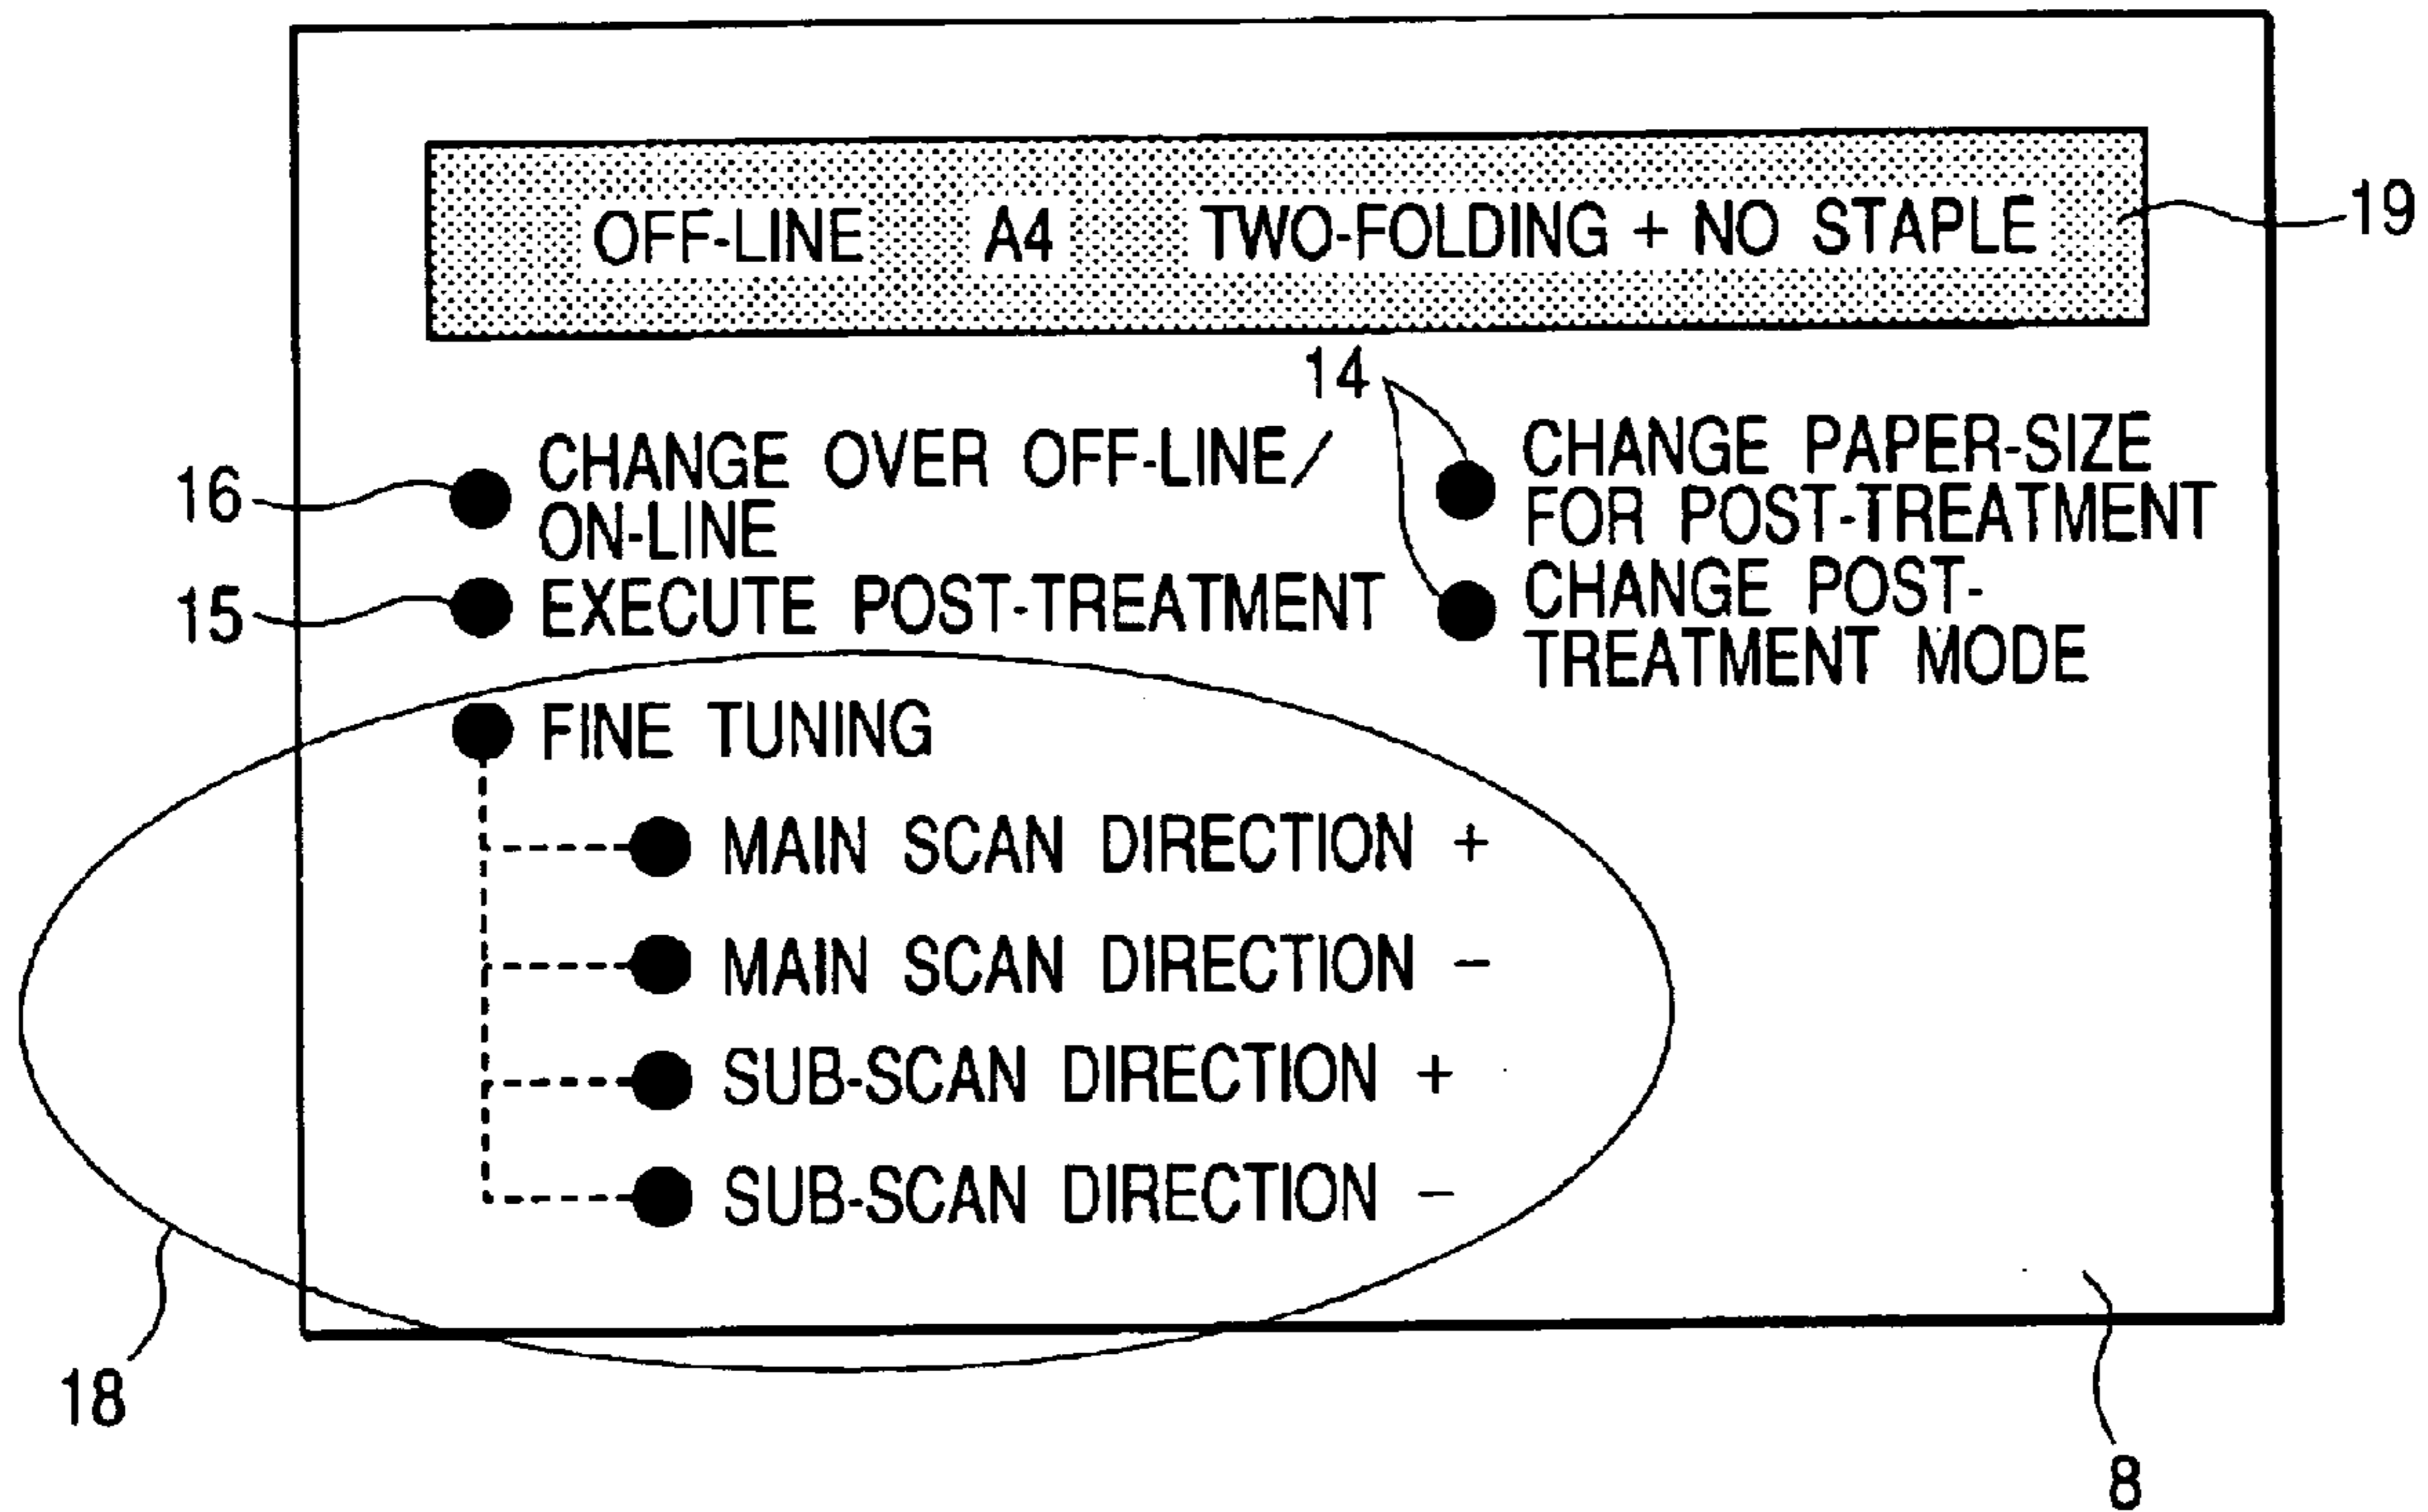 OFF-LINE A4 TWO-FOLDING + NO STAPLE
19
14
16
CHANGE OVER OFF-LINE/
ON-LINE
15
EXECUTE POST-TREATMENT
CHANGE PAPER-SIZE
FOR POST-TREATMENT
CHANGE POST-
TREATMENT MODE
FINE TUNING
MAIN SCAN DIRECTION +
MAIN SCAN DIRECTION −
SUB-SCAN DIRECTION +
SUB-SCAN DIRECTION −
18
8